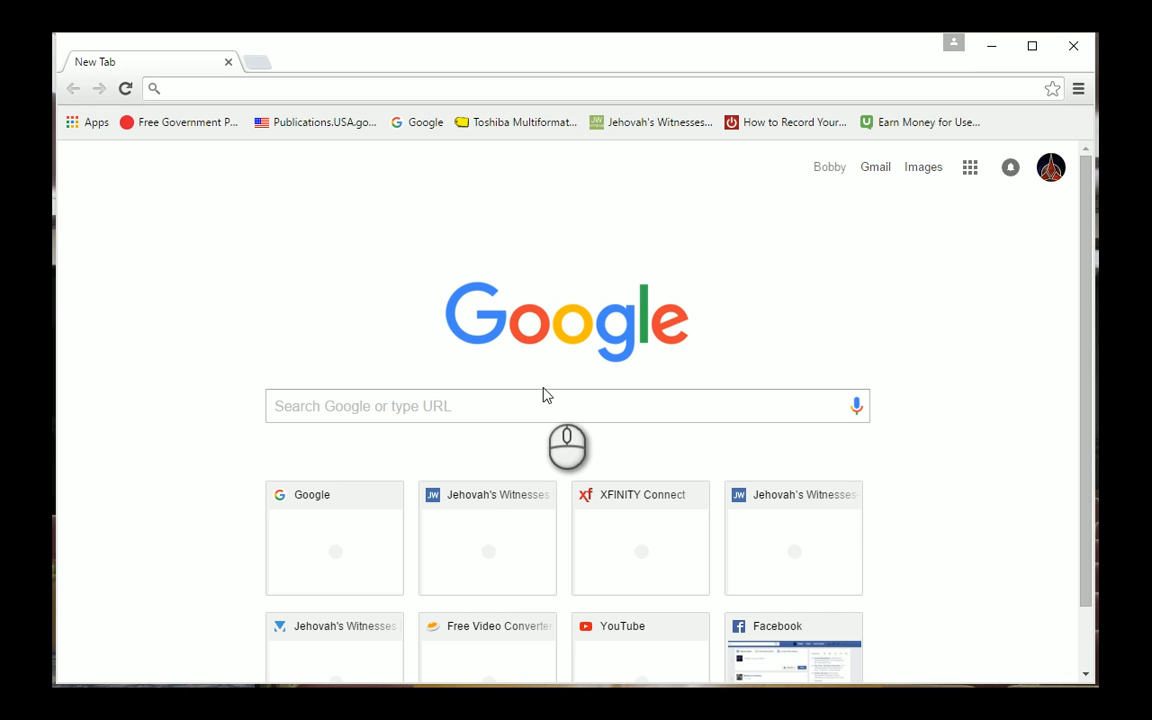 New Tab
Apps Free Government P... Publications.USA.go... Google Toshiba Multiformat... Jehovah's Witnesses... How to Record Your... Earn Money for Use...
Bobby Gmail Images
Google
Search Google or type URL
Google Jehovah's Witnesses XFINITY Connect Jehovah's Witnesses-
Jehovah's Witnesses Free Video Converter YouTube Facebook